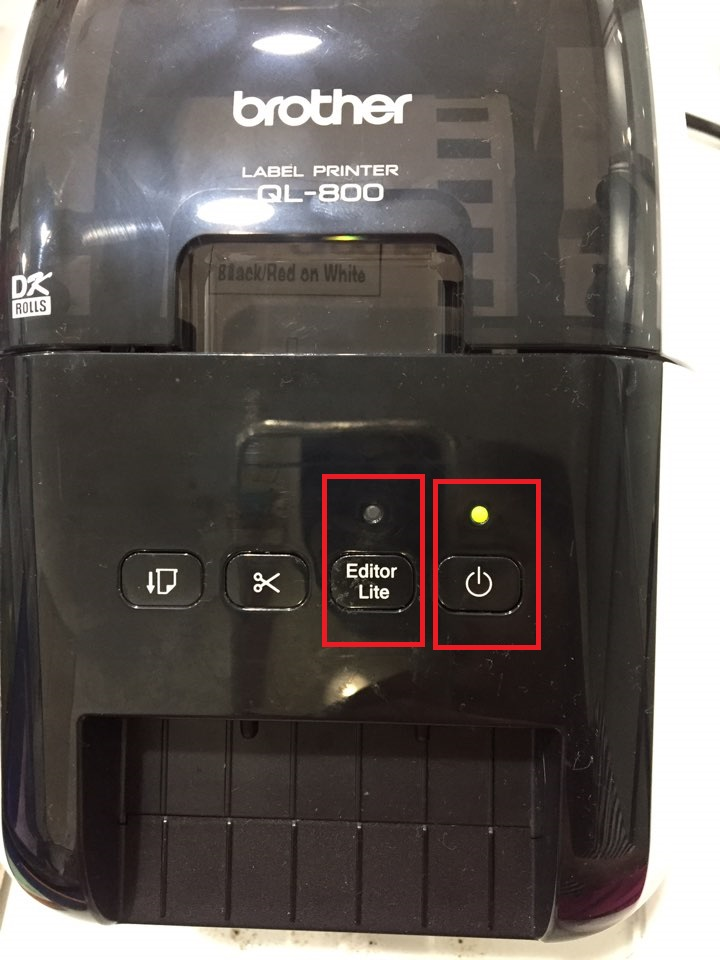 brother
LABEL PRINTER
QL-800
DK
ROLLS
Black/Red on White
Editor
Lite